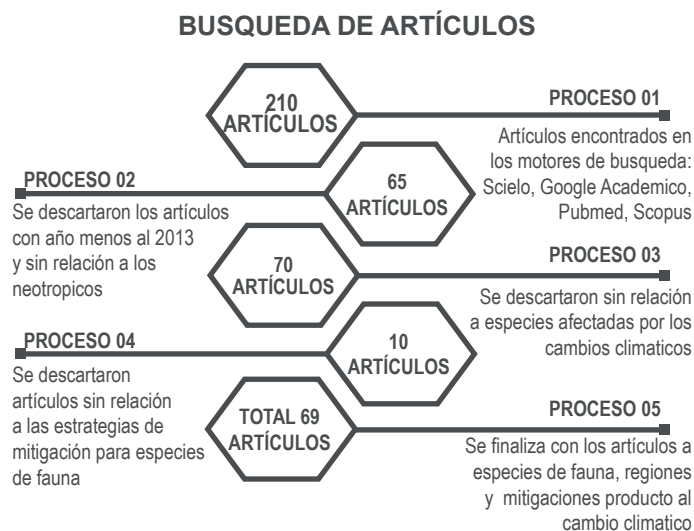 BUSQUEDA DE ARTÍCULOS
210
ARTÍCULOS
PROCESO 01
Artículos encontrados en
los motores de busqueda:
Scielo, Google Academico,
Pubmed, Scopus
PROCESO 02
65
ARTÍCULOS
Se descartaron los artículos
con año menos al 2013
y sin relación a los
neotropicos
70
ARTÍCULOS
PROCESO 03
Se descartaron sin relación
a especies afectadas por los
cambios climaticos
PROCESO 04
10
ARTÍCULOS
Se descartaron
artículos sin relación
a las estrategias de
mitigación para especies
de fauna
TOTAL 69
ARTÍCULOS
PROCESO 05
Se finaliza con los artículos a
especies de fauna, regiones
y mitigaciones producto al
cambio climatico